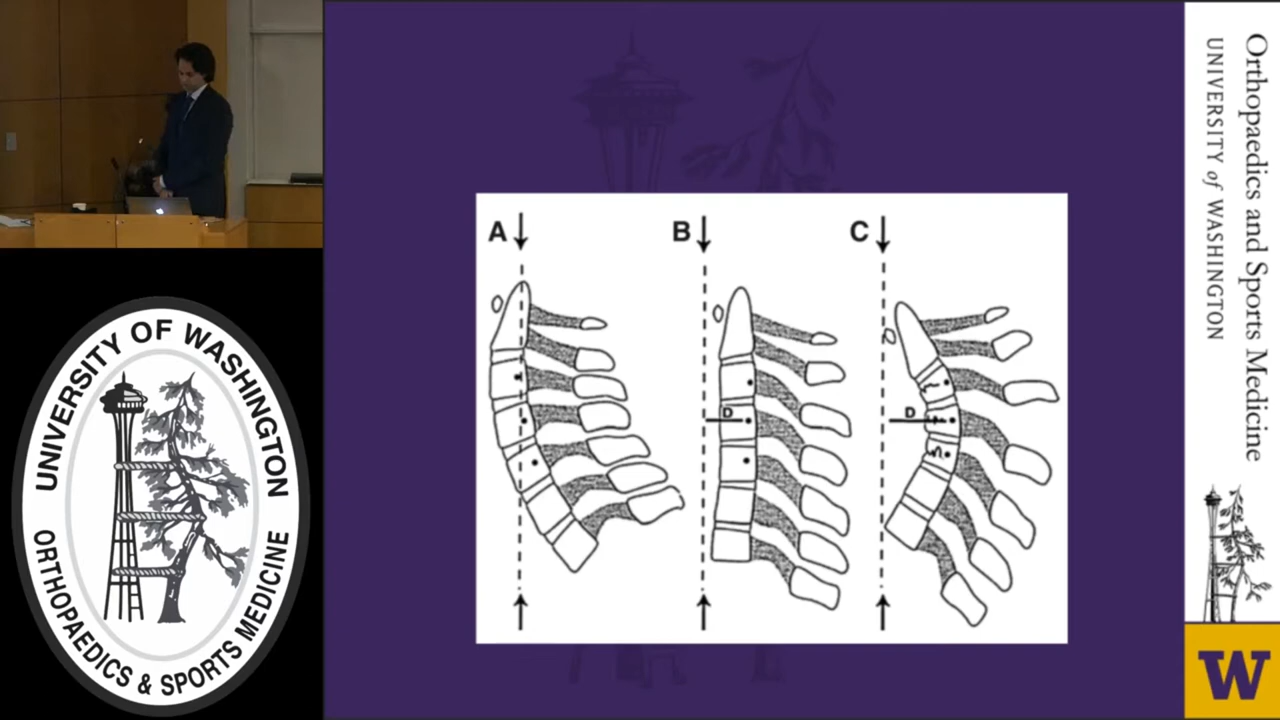 A
B
C
D
D
UNIVERSITY OF WASHINGTON
ORTHOPAEDICS & SPORTS MEDICINE
Orthopaedics and Sports Medicine
UNIVERSITY of WASHINGTON
W